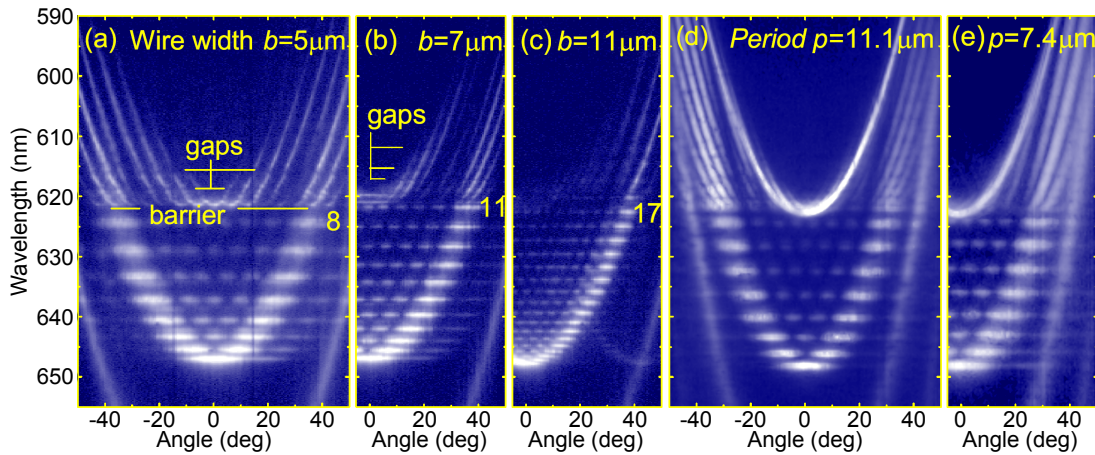 (a) Wire width b=5μm
(b) b=7μm
(c) b=11μm
(d) Period p=11.1μm
(e) p=7.4μm
590
600
610
620
630
640
650
Wavelength (nm)
gaps
barrier
8
gaps
11
17
-40 -20 0 20 40
0 20 40
0 20 40
-40 -20 0 20 40
0 20 40
Angle (deg)
Angle (deg)
Angle (deg)
Angle (deg)
Angle (deg)